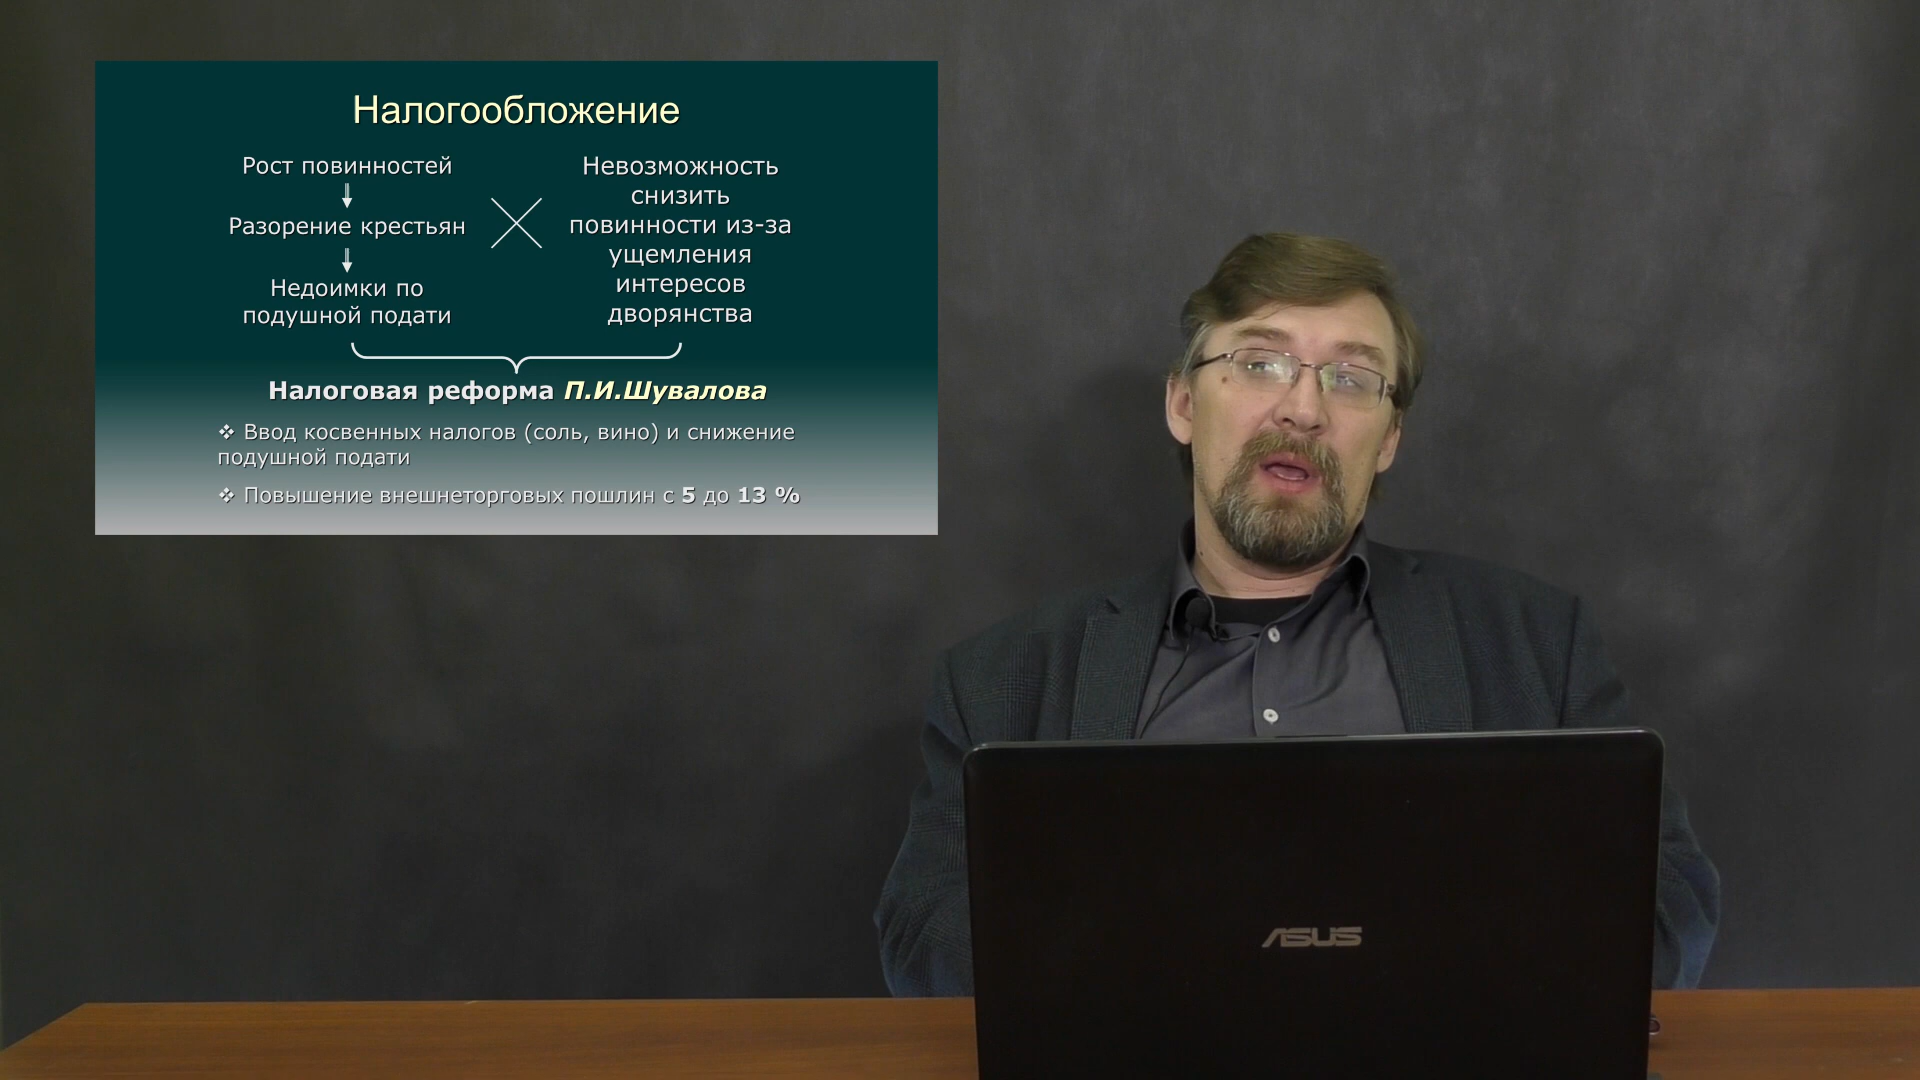 Налогообложение
Рост повинностей
Разорение крестьян
Недоимки по
подушной подати
Невозможность
снизить
повинности из-за
ущемления
интересов
дворянства
Налоговая реформа П.И.Шувалова
❖ Ввод косвенных налогов (соль, вино) и снижение
подушной подати
❖ Повышение внешнеторговых пошлин с 5 до 13 %
ASUS